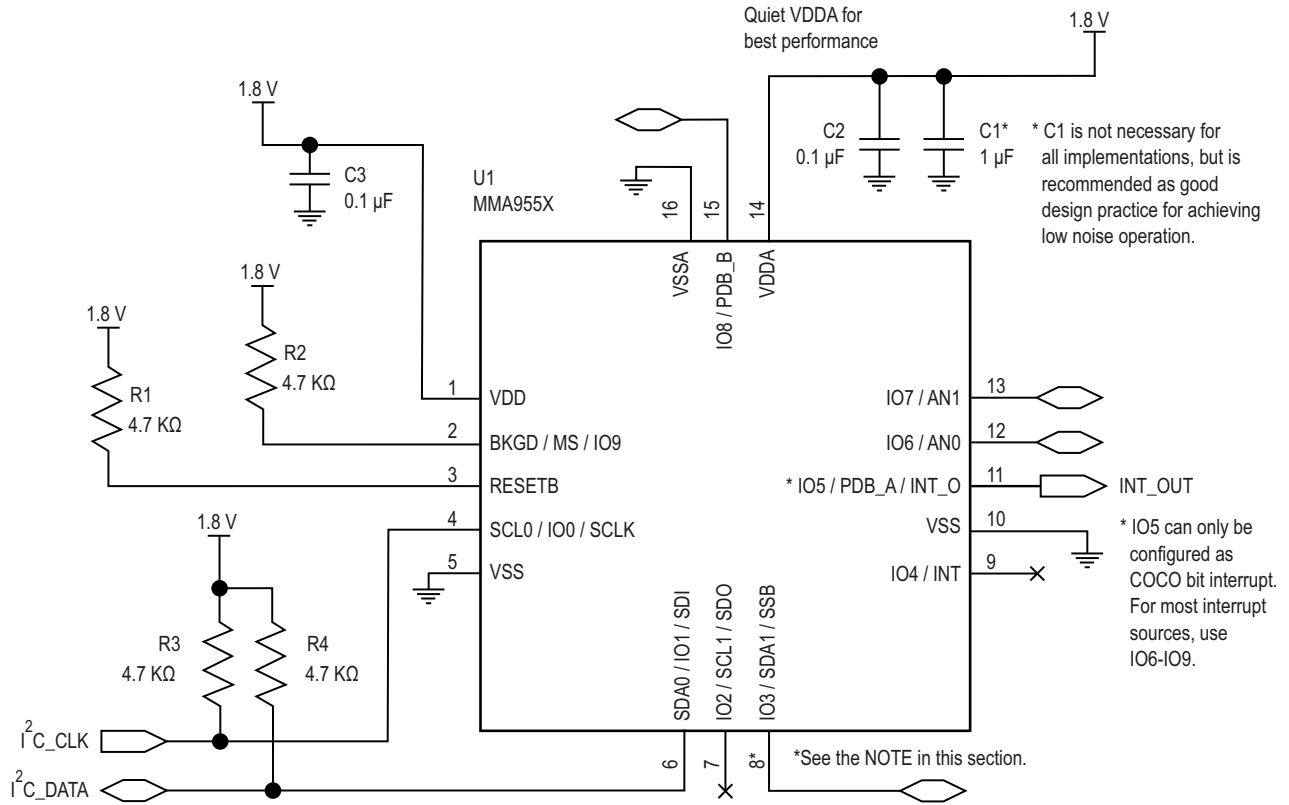 Quiet VDDA for
best performance
1.8 V
1.8 V
C3
0.1 µF
C2
0.1 µF
C1*
1 µF
* C1 is not necessary for
all implementations, but is
recommended as good
design practice for achieving
low noise operation.
U1
MMA955X
16
15
14
VSSA
IO8 / PDB_B
VDDA
1.8 V
R2
4.7 KΩ
1.8 V
R1
4.7 KΩ
1
VDD
2
BKGD / MS / IO9
3
RESETB
4
SCL0 / IO0 / SCLK
5
VSS
IO7 / AN1
13
IO6 / AN0
12
* IO5 / PDB_A / INT_O
11
INT_OUT
VSS
10
IO4 / INT
9
* IO5 can only be
configured as
COCO bit interrupt.
For most interrupt
sources, use
IO6-IO9.
1.8 V
R3
4.7 KΩ
R4
4.7 KΩ
SDA0 / IO1 / SDI
IO2 / SCL1 / SDO
IO3 / SDA1 / SSB
I²C_CLK
I²C_DATA
6
7
8*
*See the NOTE in this section.